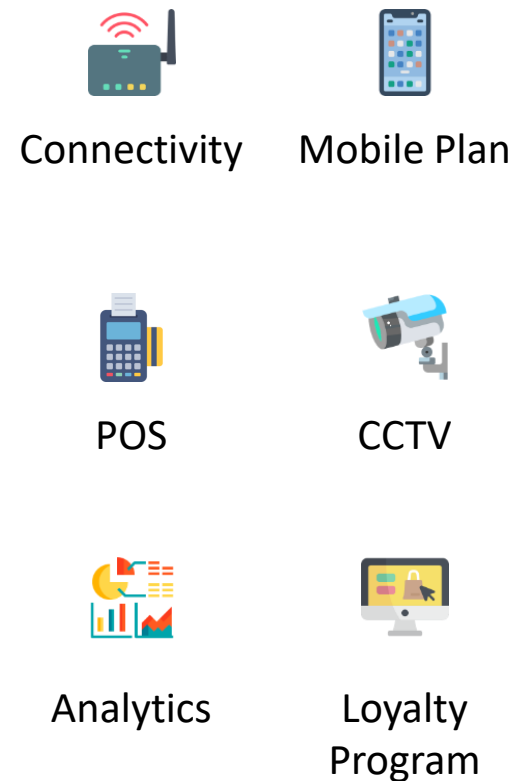 Connectivity
Mobile Plan
POS
CCTV
Analytics
Loyalty
Program